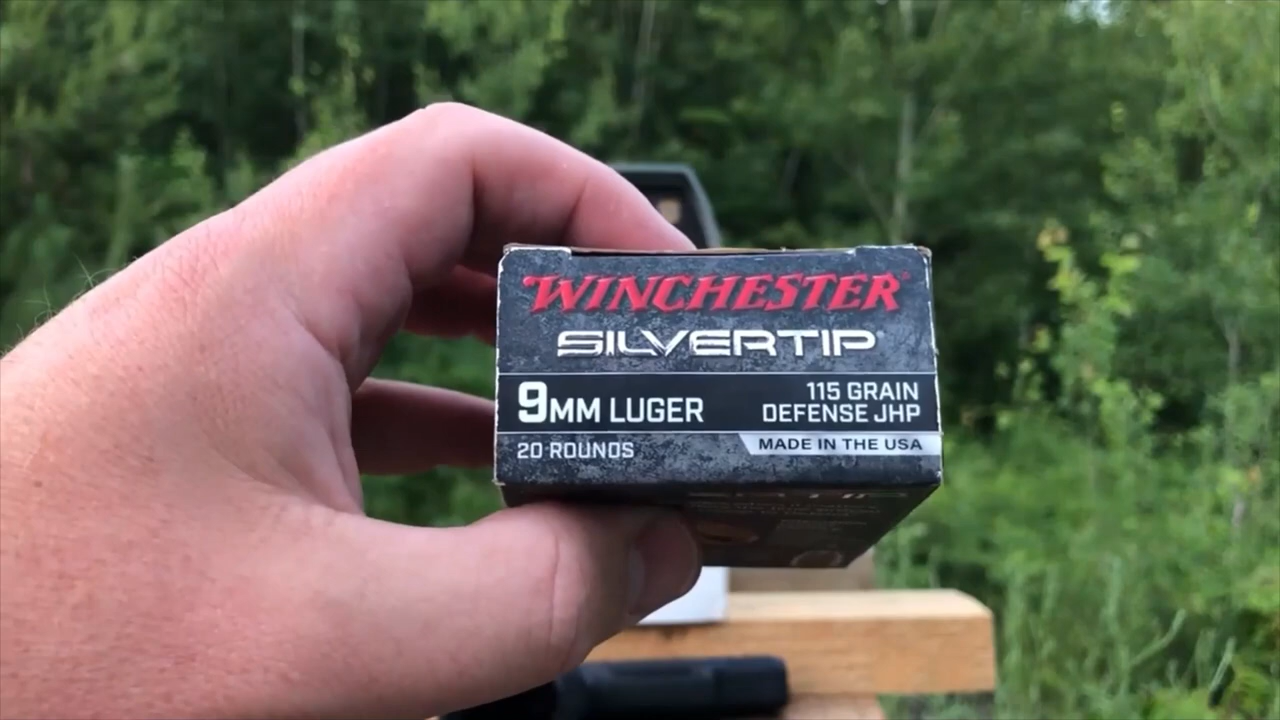 WINCHESTER®
SILVERTIP®
9MM LUGER
115 GRAIN
DEFENSE JHP
20 ROUNDS
MADE IN THE USA